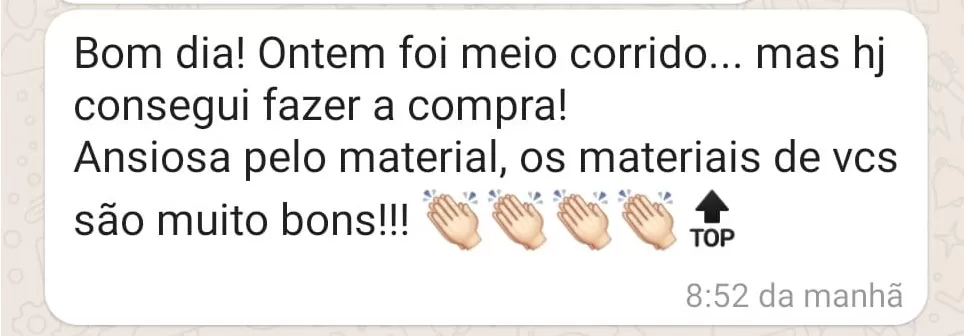 Bom dia! Ontem foi meio corrido... mas hj
consegui fazer a compra!
Ansiosa pelo material, os materiais de vcs
são muito bons!!! 👏🏻👏🏻👏🏻👏🏻🔝
8:52 da manhã